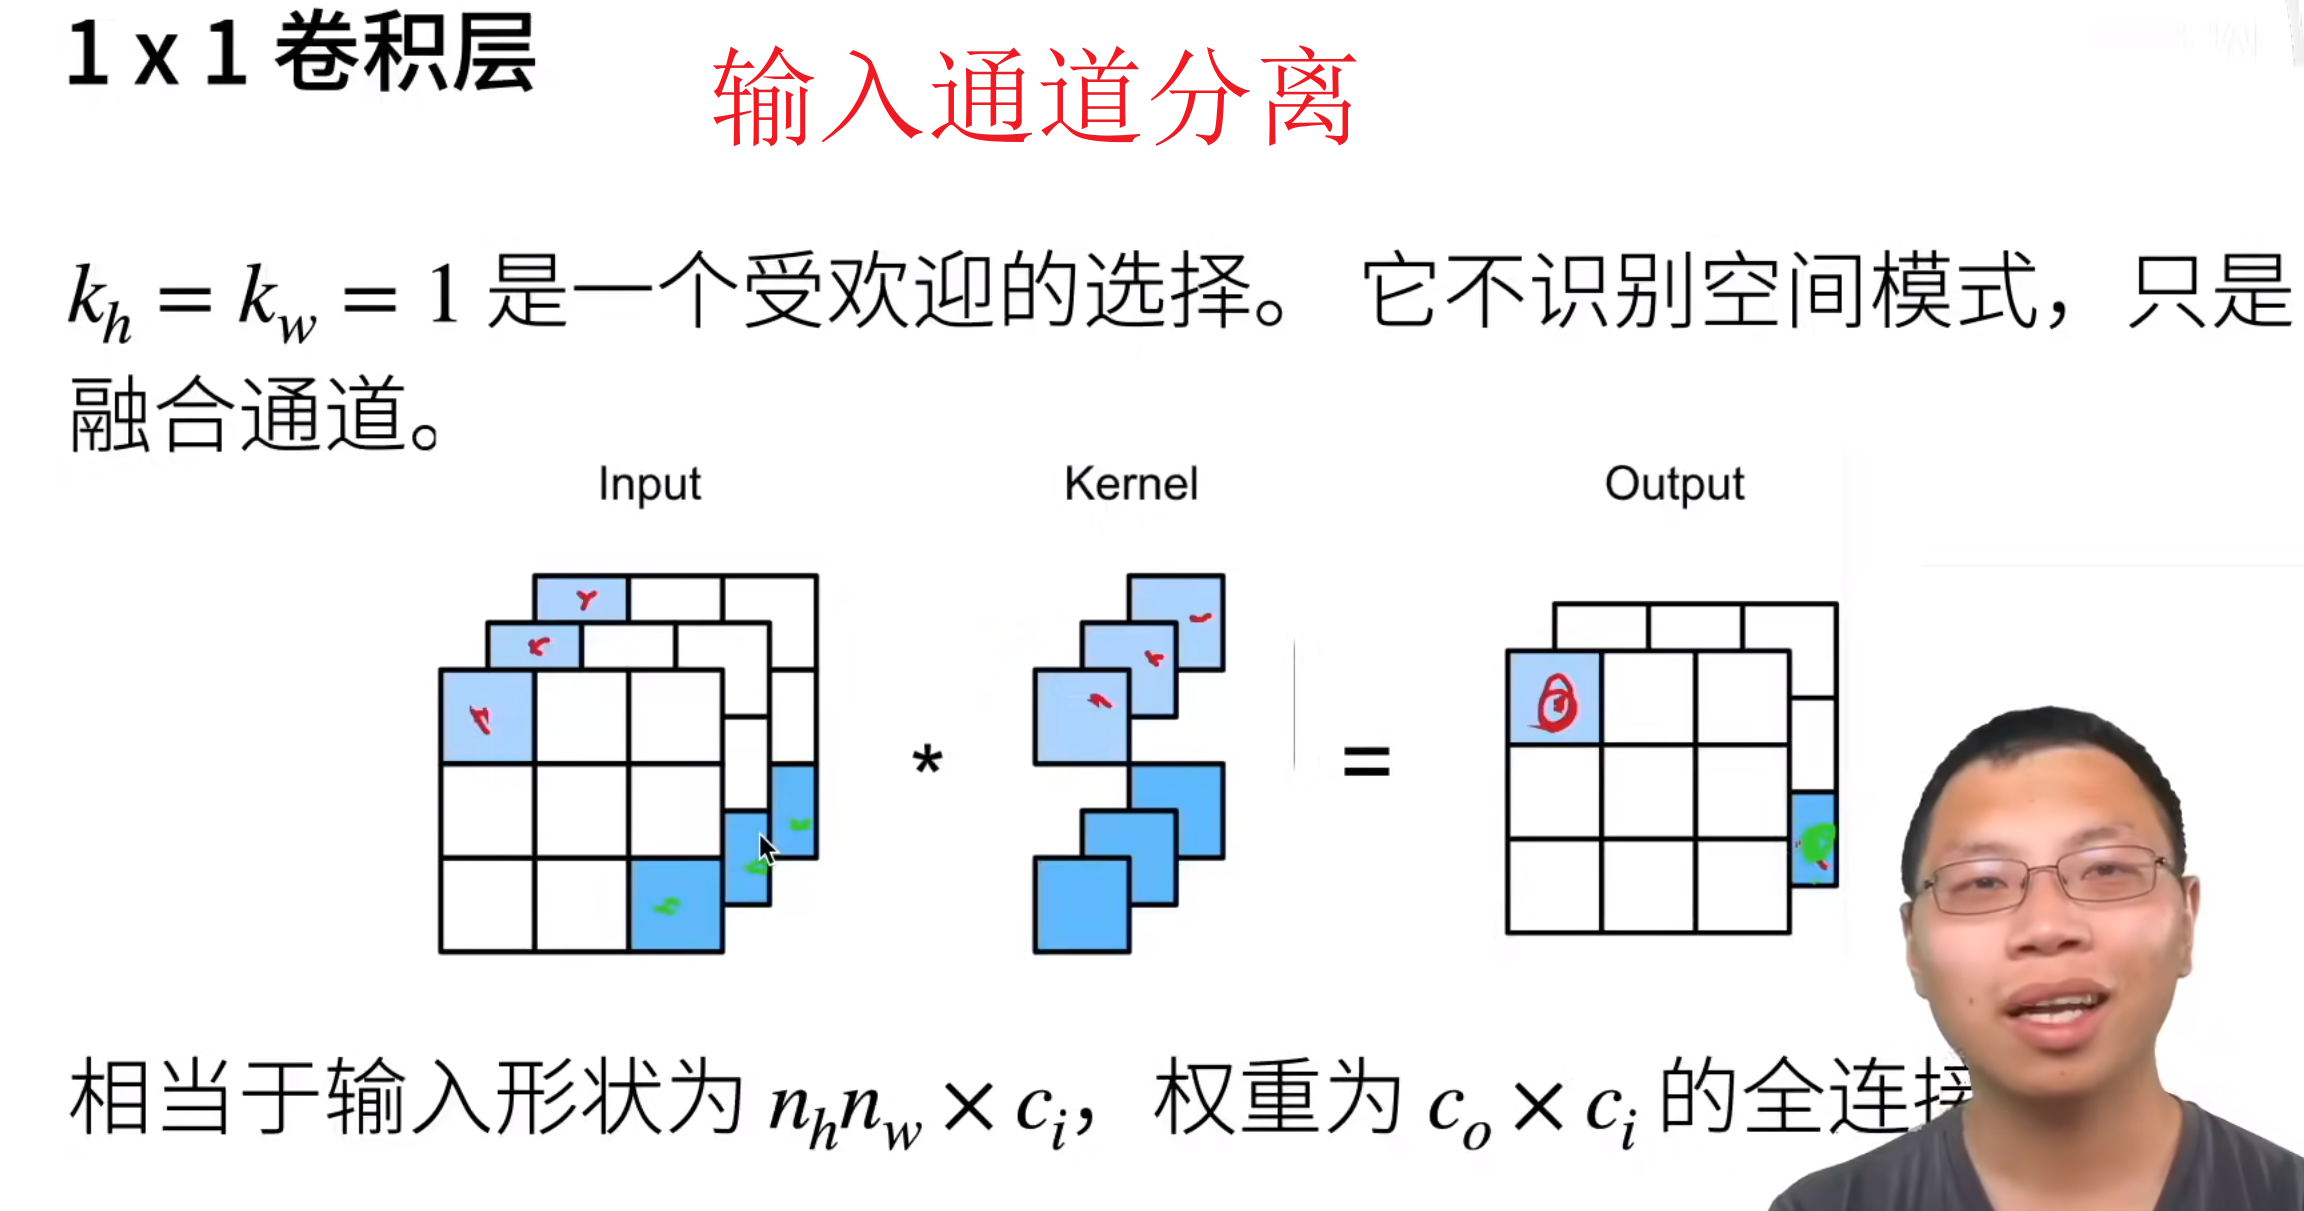 1 x 1 卷积层
输入通道分离
k_h = k_w = 1 是一个受欢迎的选择。它不识别空间模式，只是
融合通道。
Input Kernel Output
* =
相当于输入形状为 n_h n_w × c_i，权重为 c_o × c_i 的全连接